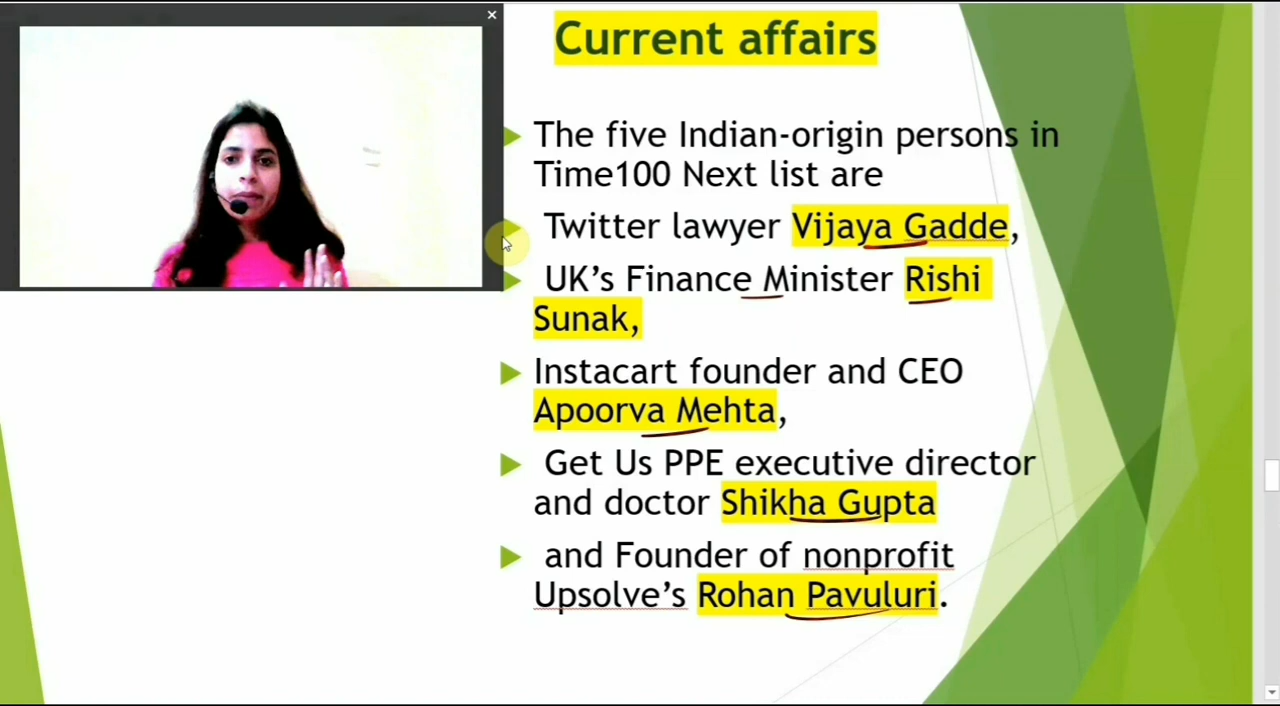 Current affairs
The five Indian-origin persons in
Time100 Next list are
Twitter lawyer Vijaya Gadde,
UK’s Finance Minister Rishi
Sunak,
Instacart founder and CEO
Apoorva Mehta,
Get Us PPE executive director
and doctor Shikha Gupta
and Founder of nonprofit
Upsolve’s Rohan Pavuluri.